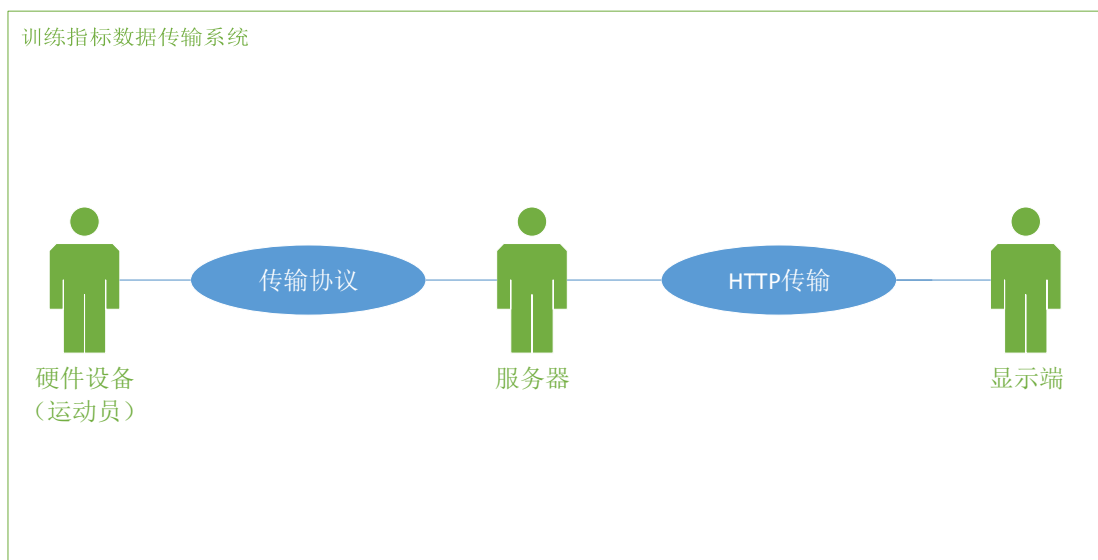 训练指标数据传输系统
传输协议
HTTP传输
硬件设备
（运动员）
服务器
显示端